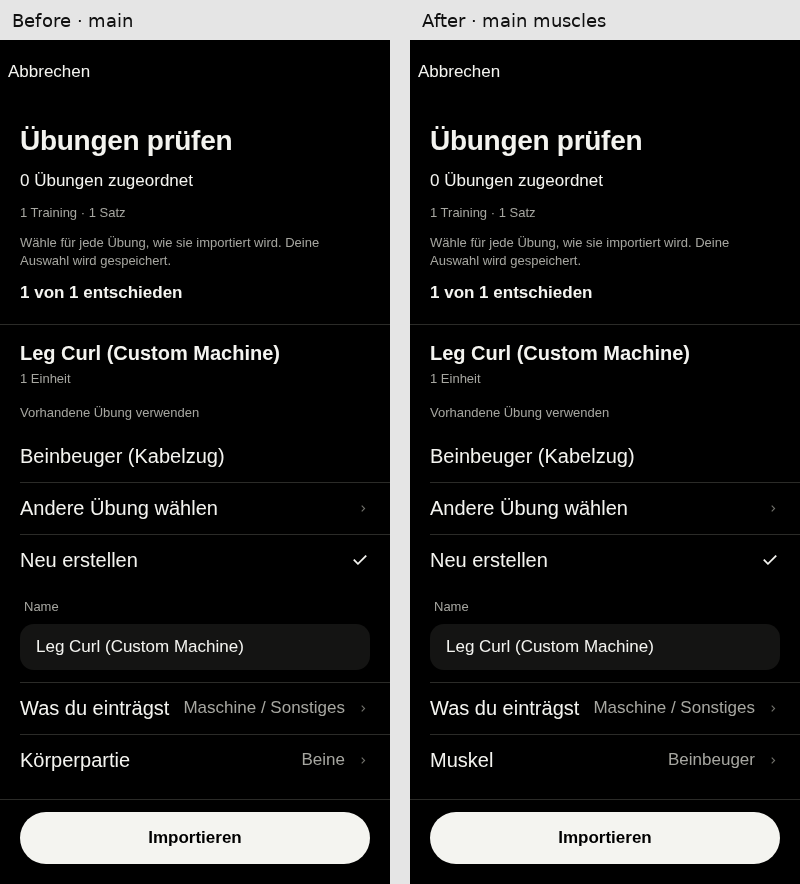 Before · main
Abbrechen
Übungen prüfen
0 Übungen zugeordnet
1 Training · 1 Satz
Wähle für jede Übung, wie sie importiert wird. Deine
Auswahl wird gespeichert.
1 von 1 entschieden
Leg Curl (Custom Machine)
1 Einheit
Vorhandene Übung verwenden
Beinbeuger (Kabelzug)
Andere Übung wählen
Neu erstellen
Name
Leg Curl (Custom Machine)
Was du einträgst Maschine / Sonstiges
Körperpartie Beine
Importieren
After · main muscles
Abbrechen
Übungen prüfen
0 Übungen zugeordnet
1 Training · 1 Satz
Wähle für jede Übung, wie sie importiert wird. Deine
Auswahl wird gespeichert.
1 von 1 entschieden
Leg Curl (Custom Machine)
1 Einheit
Vorhandene Übung verwenden
Beinbeuger (Kabelzug)
Andere Übung wählen
Neu erstellen
Name
Leg Curl (Custom Machine)
Was du einträgst Maschine / Sonstiges
Muskel Beinbeuger
Importieren